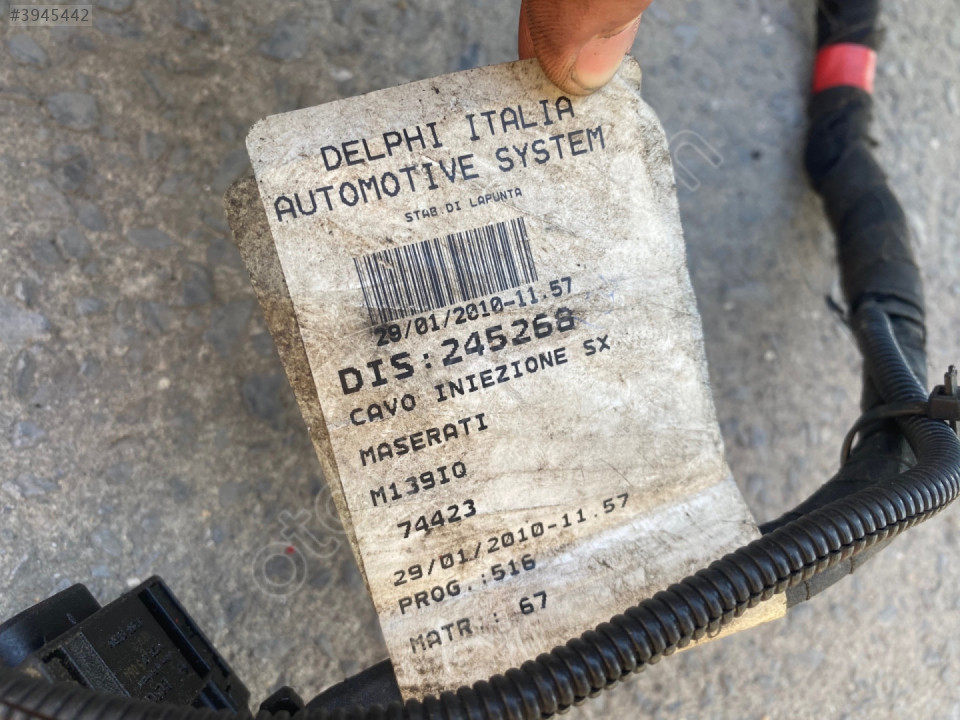 #3945442
DELPHI ITALIA
AUTOMOTIVE SYSTEM
STAB.DI LAPUNTA
29/01/2010-11.57
DIS:245268
CAVO INIEZIONE SX
MASERATI
M139IQ
74423
29/01/2010-11.57
PROG.:516
MATR.: 67